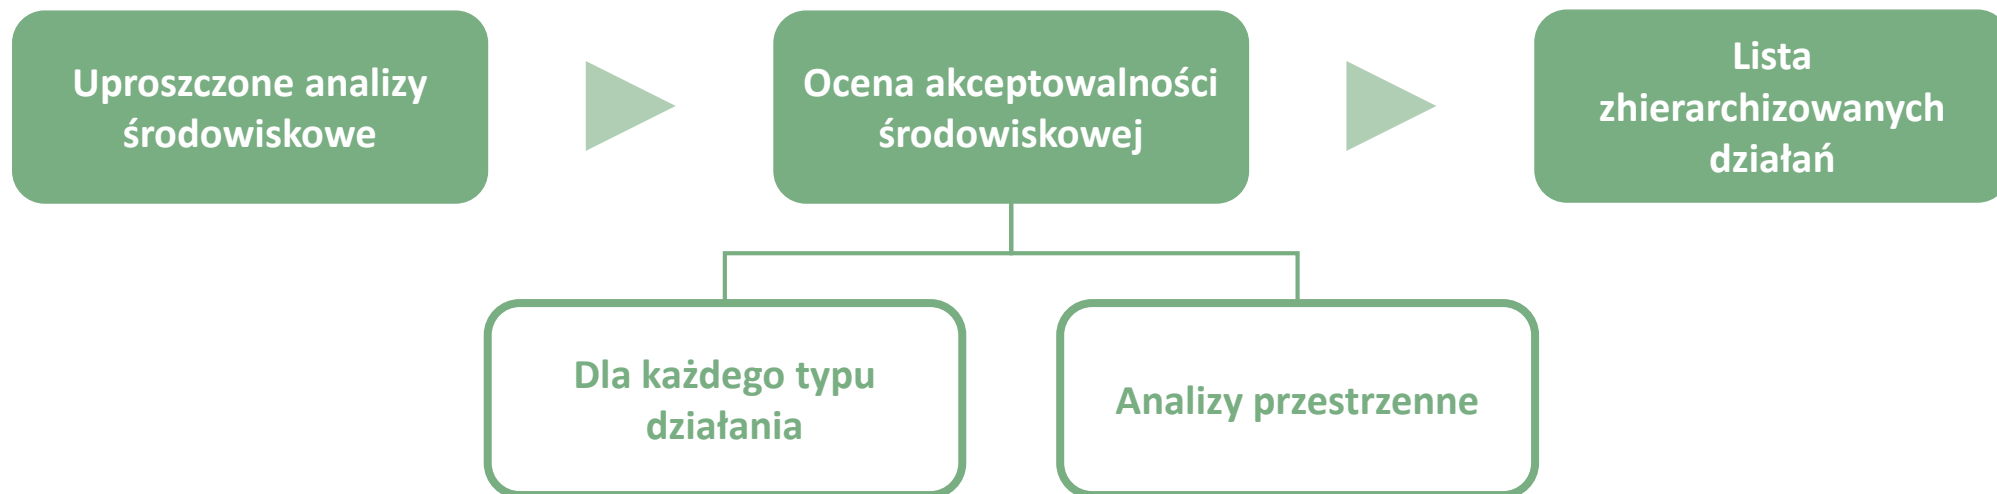 Uproszczone analizy
środowiskowe
Ocena akceptowalności
środowiskowej
Lista
zhierarchizowanych
działań
Dla każdego typu
działania
Analizy przestrzenne